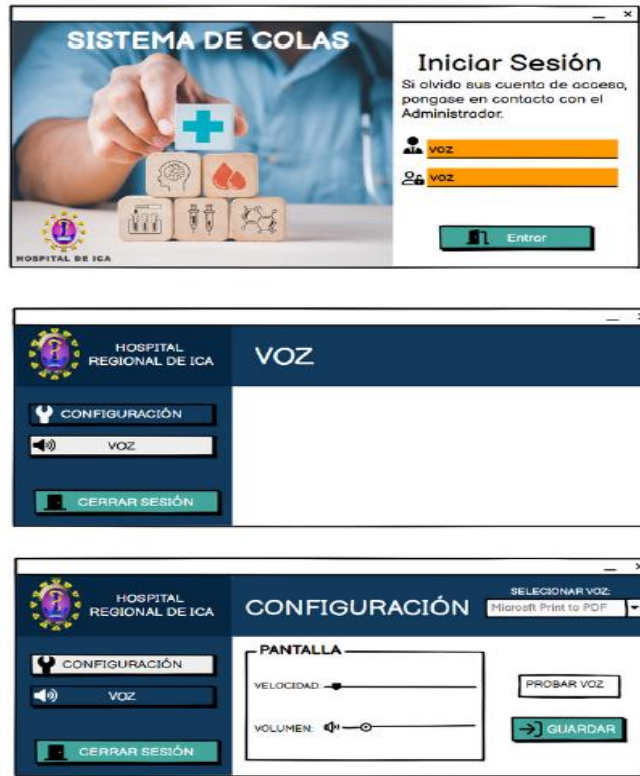 SISTEMA DE COLAS
HOSPITAL DE ICA
Iniciar Sesión
Si olvido sus cuenta de acceso,
pongase en contacto con el
Administrador.
voz
voz
Entrar
HOSPITAL
REGIONAL DE ICA
VOZ
CONFIGURACIÓN
VOZ
CERRAR SESIÓN
HOSPITAL
REGIONAL DE ICA
CONFIGURACIÓN
SELECIONAR VOZ:
Microsft Print to PDF
CONFIGURACIÓN
VOZ
CERRAR SESIÓN
PANTALLA
VELOCIDAD:
VOLUMEN:
PROBAR VOZ
GUARDAR